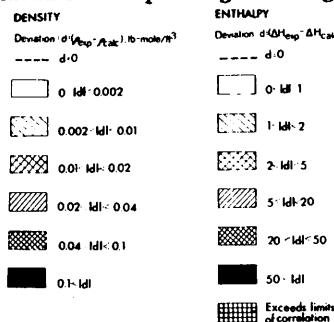 DENSITY
Deviation d=(ρexp-ρcalc), lb-mole/ft³
d=0
0 <|d|< 0.002
0.002 <|d|< 0.01
0.01 <|d|< 0.02
0.02 <|d|< 0.04
0.04 <|d|< 0.1
0.1<|d|
ENTHALPY
Deviation d=(ΔHexp-ΔHcal
d=0
0<|d|<1
1<|d|<2
2<|d|<5
5<|d|<20
20 <|d|<50
50 <|d|
Exceeds limits
of correlation